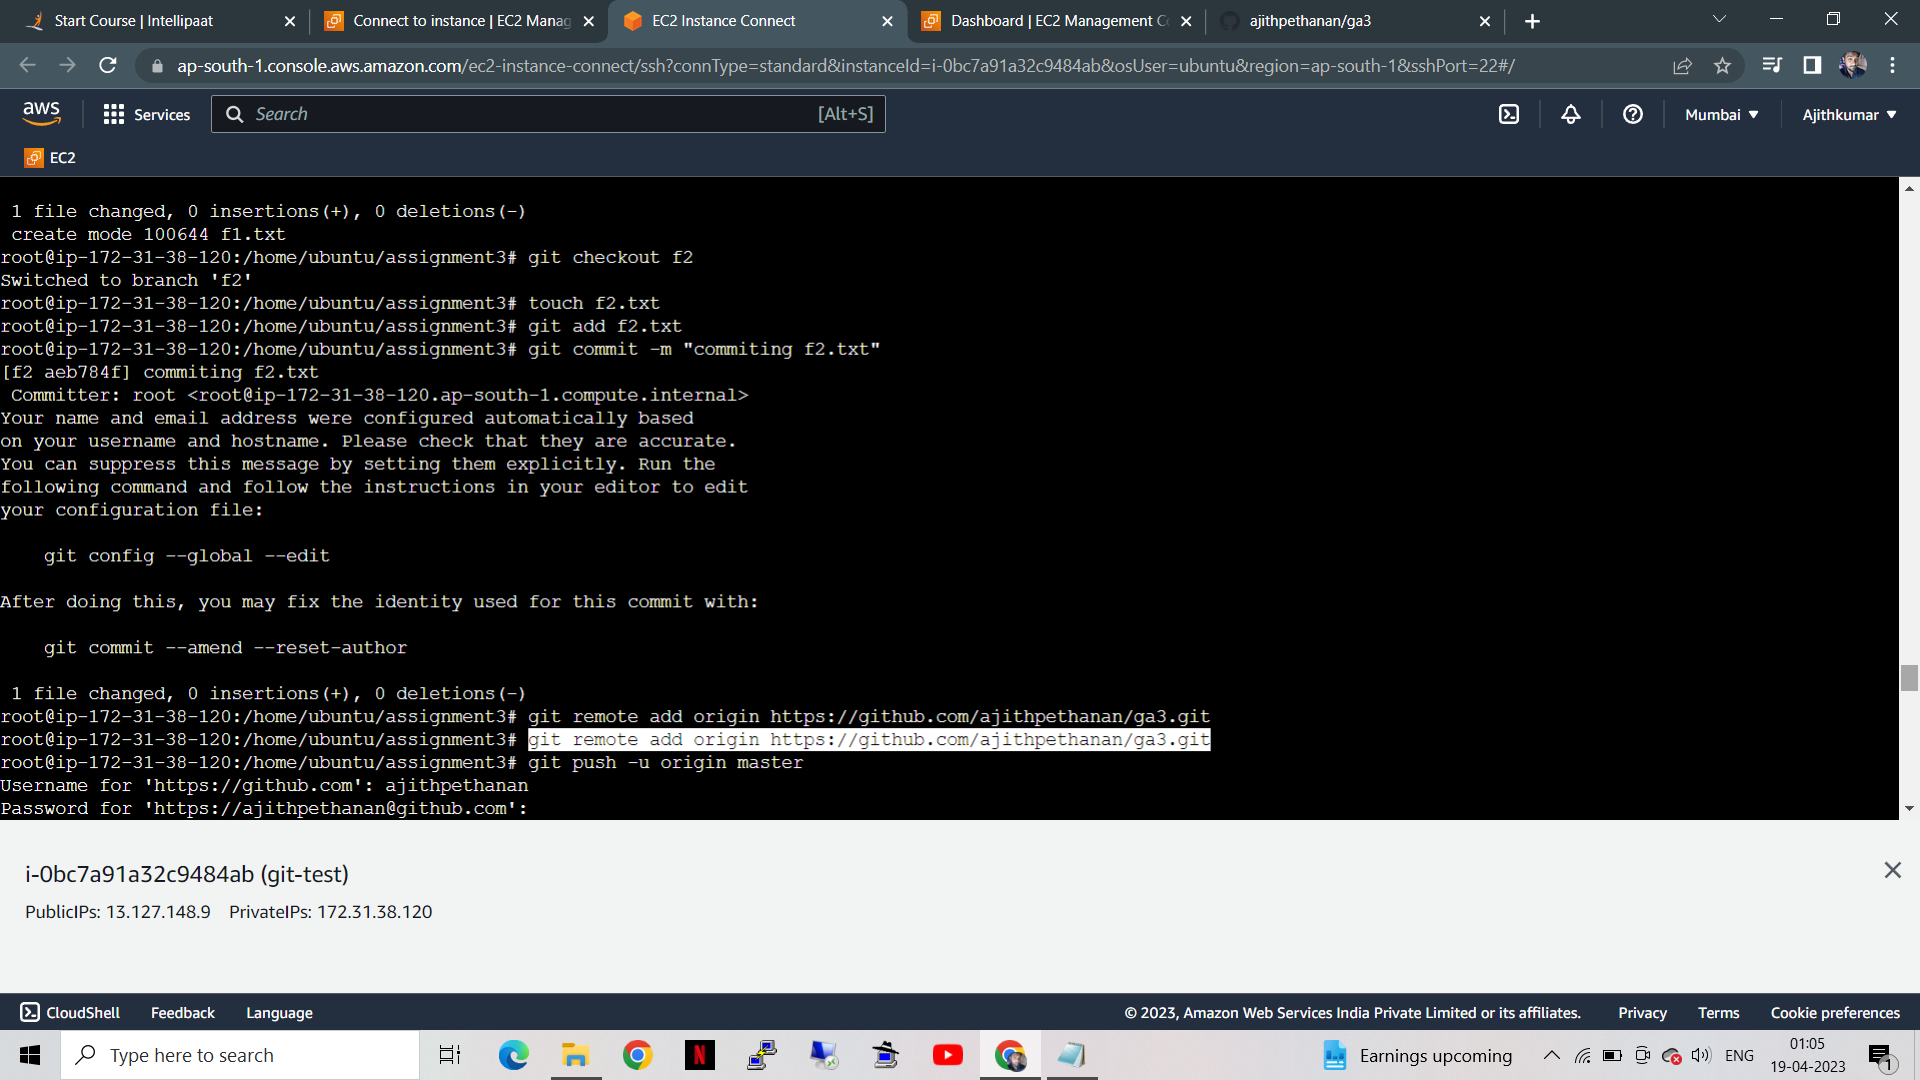 Start Course | Intellipaat
Connect to instance | EC2 Manag
EC2 Instance Connect
Dashboard | EC2 Management Co
ajithpethanan/ga3
ap-south-1.console.aws.amazon.com/ec2-instance-connect/ssh?connType=standard&instanceId=i-0bc7a91a32c9484ab&osUser=ubuntu&region=ap-south-1&sshPort=22#/
aws
Services
Search
[Alt+S]
Mumbai
Ajithkumar
EC2
1 file changed, 0 insertions(+), 0 deletions(-)
create mode 100644 f1.txt
root@ip-172-31-38-120:/home/ubuntu/assignment3# git checkout f2
Switched to branch 'f2'
root@ip-172-31-38-120:/home/ubuntu/assignment3# touch f2.txt
root@ip-172-31-38-120:/home/ubuntu/assignment3# git add f2.txt
root@ip-172-31-38-120:/home/ubuntu/assignment3# git commit -m "commiting f2.txt"
[f2 aeb784f] commiting f2.txt
Committer: root <root@ip-172-31-38-120.ap-south-1.compute.internal>
Your name and email address were configured automatically based
on your username and hostname. Please check that they are accurate.
You can suppress this message by setting them explicitly. Run the
following command and follow the instructions in your editor to edit
your configuration file:
git config --global --edit
After doing this, you may fix the identity used for this commit with:
git commit --amend --reset-author
1 file changed, 0 insertions(+), 0 deletions(-)
root@ip-172-31-38-120:/home/ubuntu/assignment3# git remote add origin https://github.com/ajithpethanan/ga3.git
root@ip-172-31-38-120:/home/ubuntu/assignment3# git remote add origin https://github.com/ajithpethanan/ga3.git
root@ip-172-31-38-120:/home/ubuntu/assignment3# git push -u origin master
Username for 'https://github.com': ajithpethanan
Password for 'https://ajithpethanan@github.com':
i-0bc7a91a32c9484ab (git-test)
PublicIPs: 13.127.148.9 PrivateIPs: 172.31.38.120
CloudShell
Feedback
Language
© 2023, Amazon Web Services India Private Limited or its affiliates.
Privacy
Terms
Cookie preferences
Type here to search
N
Earnings upcoming
ENG
01:05
19-04-2023
1